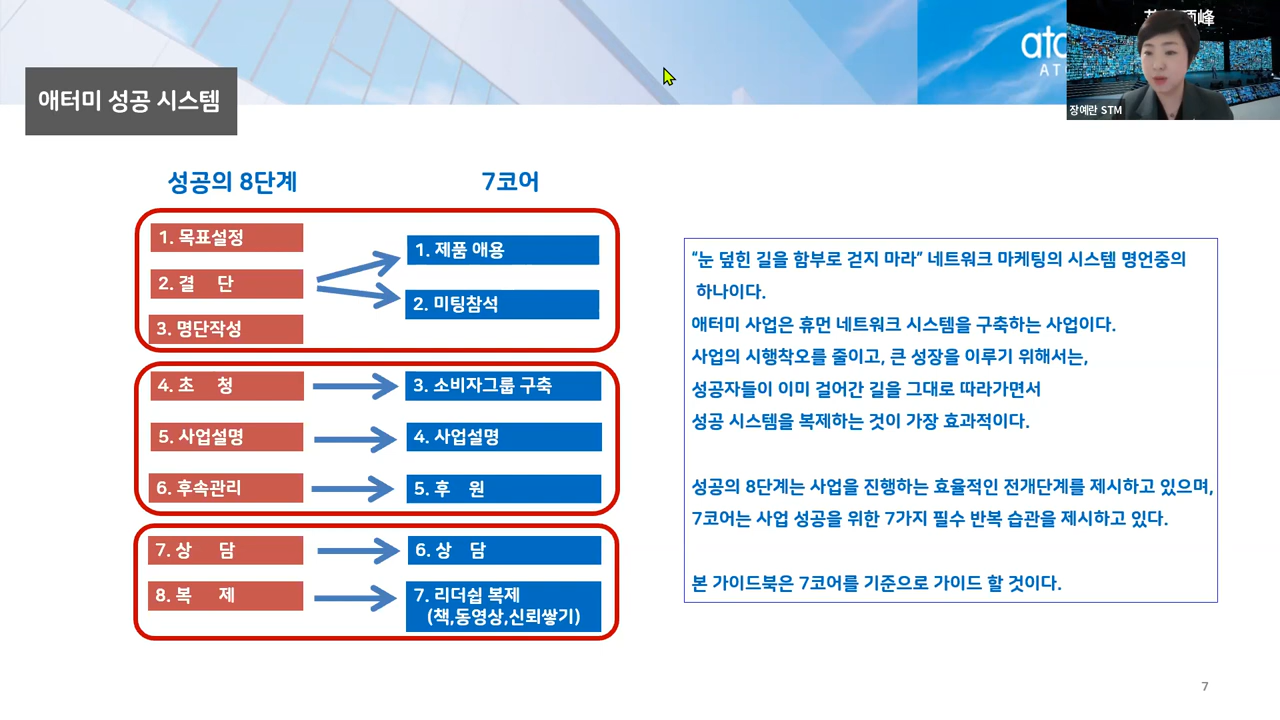 애터미 성공 시스템
장예란 STM
성공의 8단계
7코어
1. 목표설정
2. 결 단
3. 명단작성
1. 제품 애용
2. 미팅참석
4. 초 청
5. 사업설명
6. 후속관리
3. 소비자그룹 구축
4. 사업설명
5. 후 원
7. 상 담
8. 복 제
6. 상 담
7. 리더쉽 복제
(책,동영상,신뢰쌓기)
“눈 덮힌 길을 함부로 걷지 마라” 네트워크 마케팅의 시스템 명언중의
하나이다.
애터미 사업은 휴먼 네트워크 시스템을 구축하는 사업이다.
사업의 시행착오를 줄이고, 큰 성장을 이루기 위해서는,
성공자들이 이미 걸어간 길을 그대로 따라가면서
성공 시스템을 복제하는 것이 가장 효과적이다.
성공의 8단계는 사업을 진행하는 효율적인 전개단계를 제시하고 있으며,
7코어는 사업 성공을 위한 7가지 필수 반복 습관을 제시하고 있다.
본 가이드북은 7코어를 기준으로 가이드 할 것이다.
7